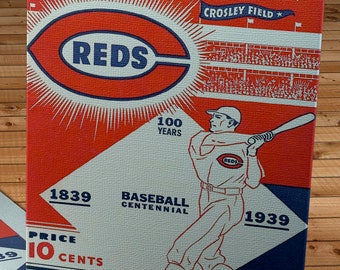 CROSLEY FIELD
REDS
100
YEARS
REDS
1839
BASEBALL
CENTENNIAL
1939
PRICE
10 CENTS